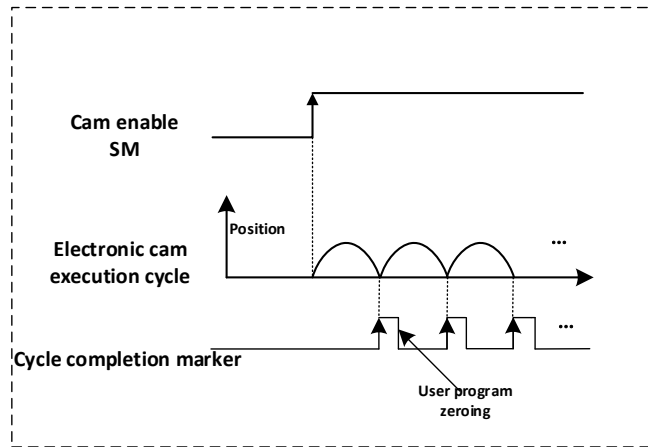 Cam enable
SM
Position
Electronic cam
execution cycle
...
Cycle completion marker
...
User program
zeroing